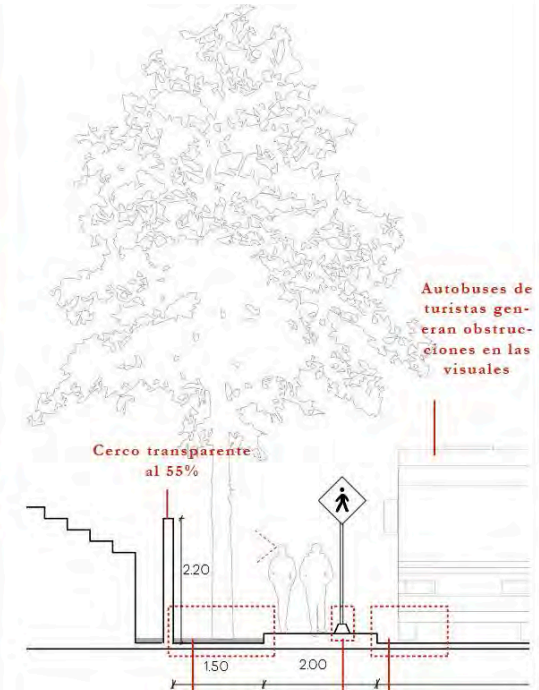 Autobuses de
turistas gen-
eran obstruc-
ciones en las
visuales
Cerco transparente
al 55%
2.20
1.50
2.00